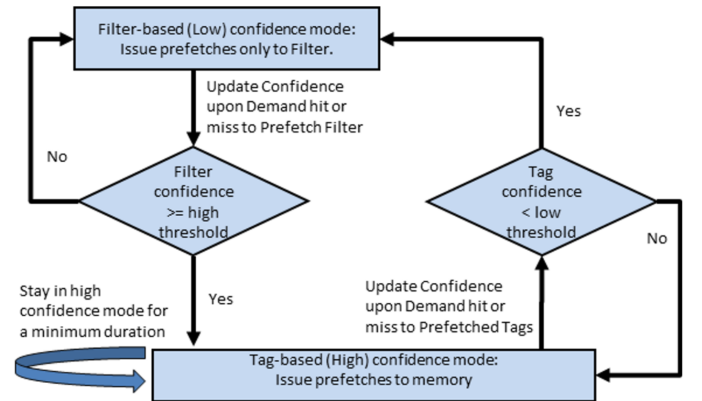 Filter-based (Low) confidence mode:
Issue prefetches only to Filter.
Update Confidence
upon Demand hit or
miss to Prefetch Filter
Yes
No
Filter
confidence
>= high
threshold
Tag
confidence
< low
threshold
No
Stay in high
confidence mode for
a minimum duration
Yes
Update Confidence
upon Demand hit or
miss to Prefetched Tags
Tag-based (High) confidence mode:
Issue prefetches to memory